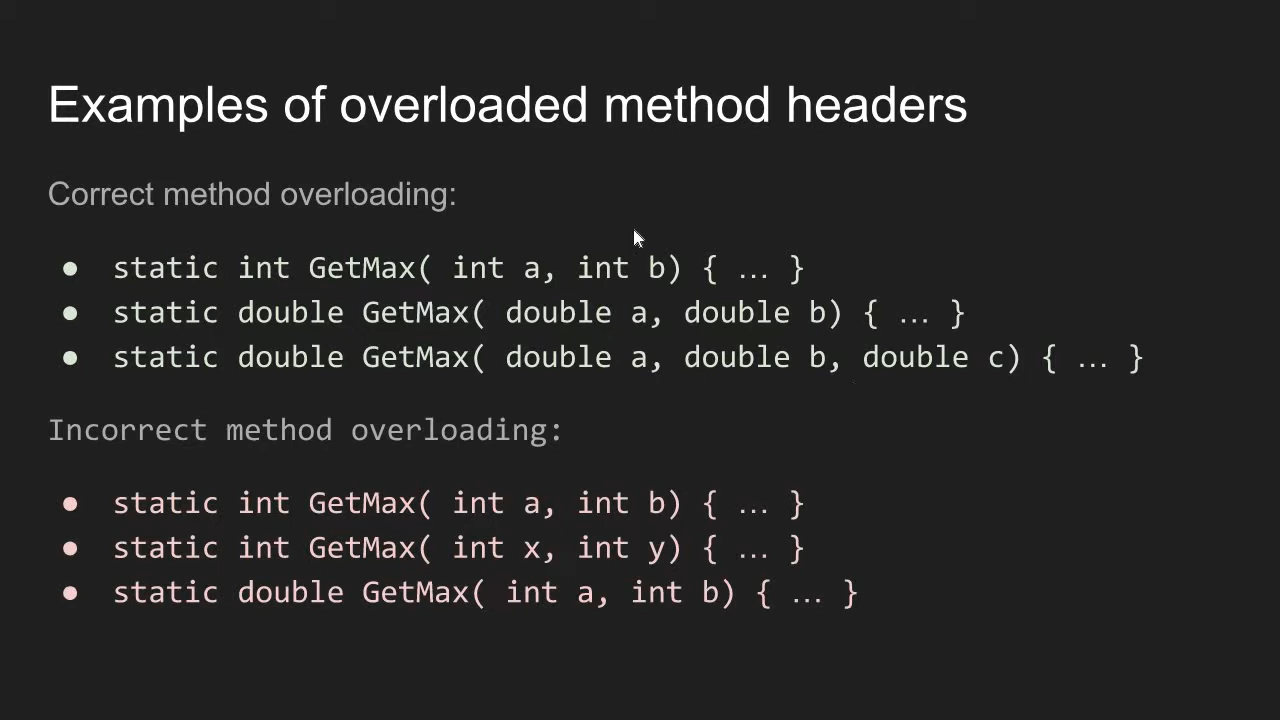 Examples of overloaded method headers
Correct method overloading:
● static int GetMax( int a, int b) { … }
● static double GetMax( double a, double b) { … }
● static double GetMax( double a, double b, double c) { … }
Incorrect method overloading:
● static int GetMax( int a, int b) { … }
● static int GetMax( int x, int y) { … }
● static double GetMax( int a, int b) { … }